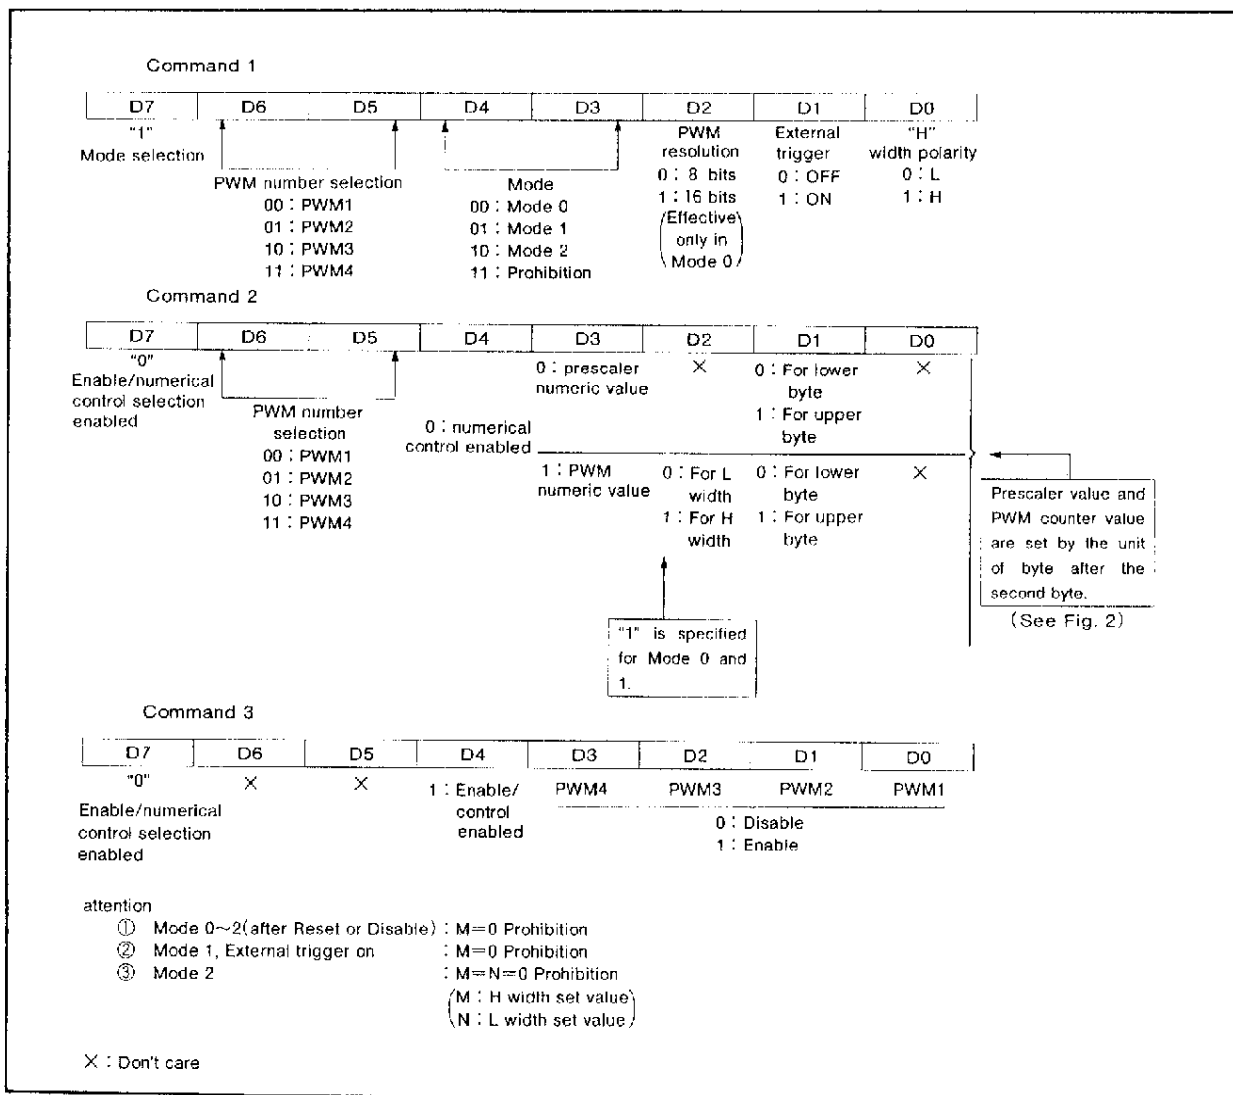 Command 1
D7 D6 D5 D4 D3 D2 D1 D0
"1"
Mode selection
PWM number selection
00 : PWM1
01 : PWM2
10 : PWM3
11 : PWM4
Mode
00 : Mode 0
01 : Mode 1
10 : Mode 2
11 : Prohibition
PWM
resolution
0 : 8 bits
1 : 16 bits
(Effective
only in
Mode 0)
External
trigger
0 : OFF
1 : ON
"H"
width polarity
0 : L
1 : H
Command 2
D7 D6 D5 D4 D3 D2 D1 D0
"0"
Enable/numerical
control selection
enabled
PWM number
selection
00 : PWM1
01 : PWM2
10 : PWM3
11 : PWM4
0 : numerical
control enabled
0 : prescaler
numeric value
×
0 : For lower
byte
1 : For upper
byte
×
1 : PWM
numeric value
0 : For L
width
1 : For H
width
0 : For lower
byte
1 : For upper
byte
×
Prescaler value and
PWM counter value
are set by the unit
of byte after the
second byte.
(See Fig. 2)
"1" is specified
for Mode 0 and
1.
Command 3
D7 D6 D5 D4 D3 D2 D1 D0
"0"
Enable/numerical
control selection
enabled
×
×
1 : Enable/
control
enabled
PWM4 PWM3 PWM2 PWM1
0 : Disable
1 : Enable
attention
① Mode 0~2(after Reset or Disable) : M=0 Prohibition
② Mode 1, External trigger on : M=0 Prohibition
③ Mode 2 : M=N=0 Prohibition
(M : H width set value
N : L width set value)
× : Don't care